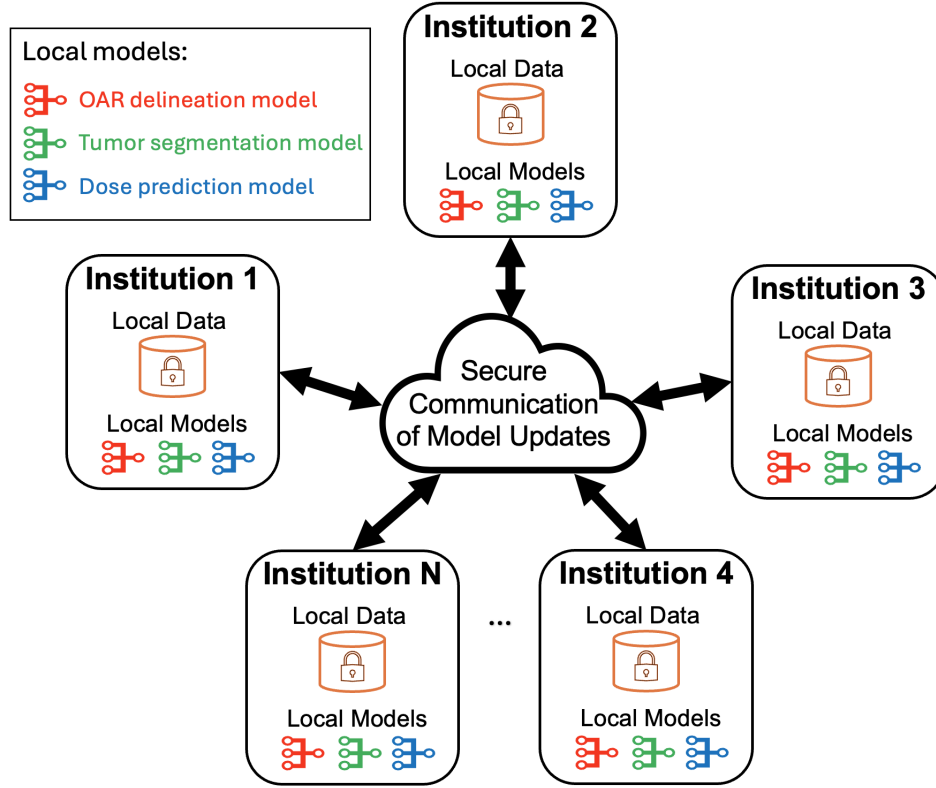 Local models:
OAR delineation model
Tumor segmentation model
Dose prediction model
Institution 2
Local Data
Local Models
Institution 1
Local Data
Local Models
Institution 3
Local Data
Local Models
Secure
Communication
of Model Updates
Institution N
Local Data
Local Models
...
Institution 4
Local Data
Local Models